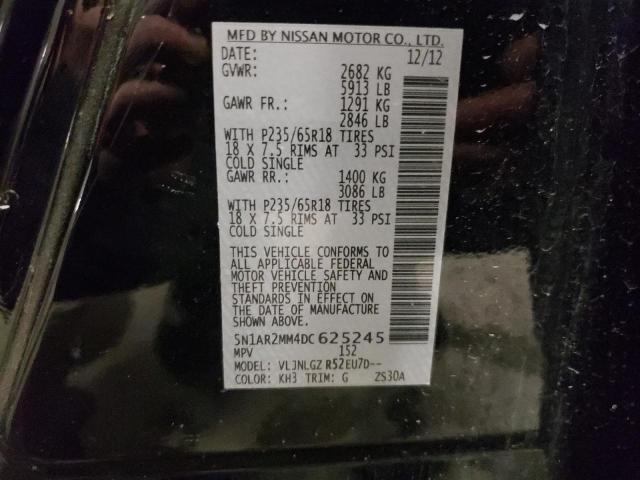 MFD BY NISSAN MOTOR CO., LTD.
DATE: 12/12
GVWR: 2682 KG
5913 LB
GAWR FR.: 1291 KG
2846 LB
WITH P235/65R18 TIRES
18 X 7.5 RIMS AT 33 PSI
COLD SINGLE
GAWR RR.: 1400 KG
3086 LB
WITH P235/65R18 TIRES
18 X 7.5 RIMS AT 33 PSI
COLD SINGLE
THIS VEHICLE CONFORMS TO
ALL APPLICABLE FEDERAL
MOTOR VEHICLE SAFETY AND
THEFT PREVENTION
STANDARDS IN EFFECT ON
THE DATE OF MANUFACTURE
SHOWN ABOVE.
5N1AR2MM4DC625245
MPV 152
MODEL: VLJNLGZ R52EU7D--
COLOR: KH3 TRIM: G ZS30A